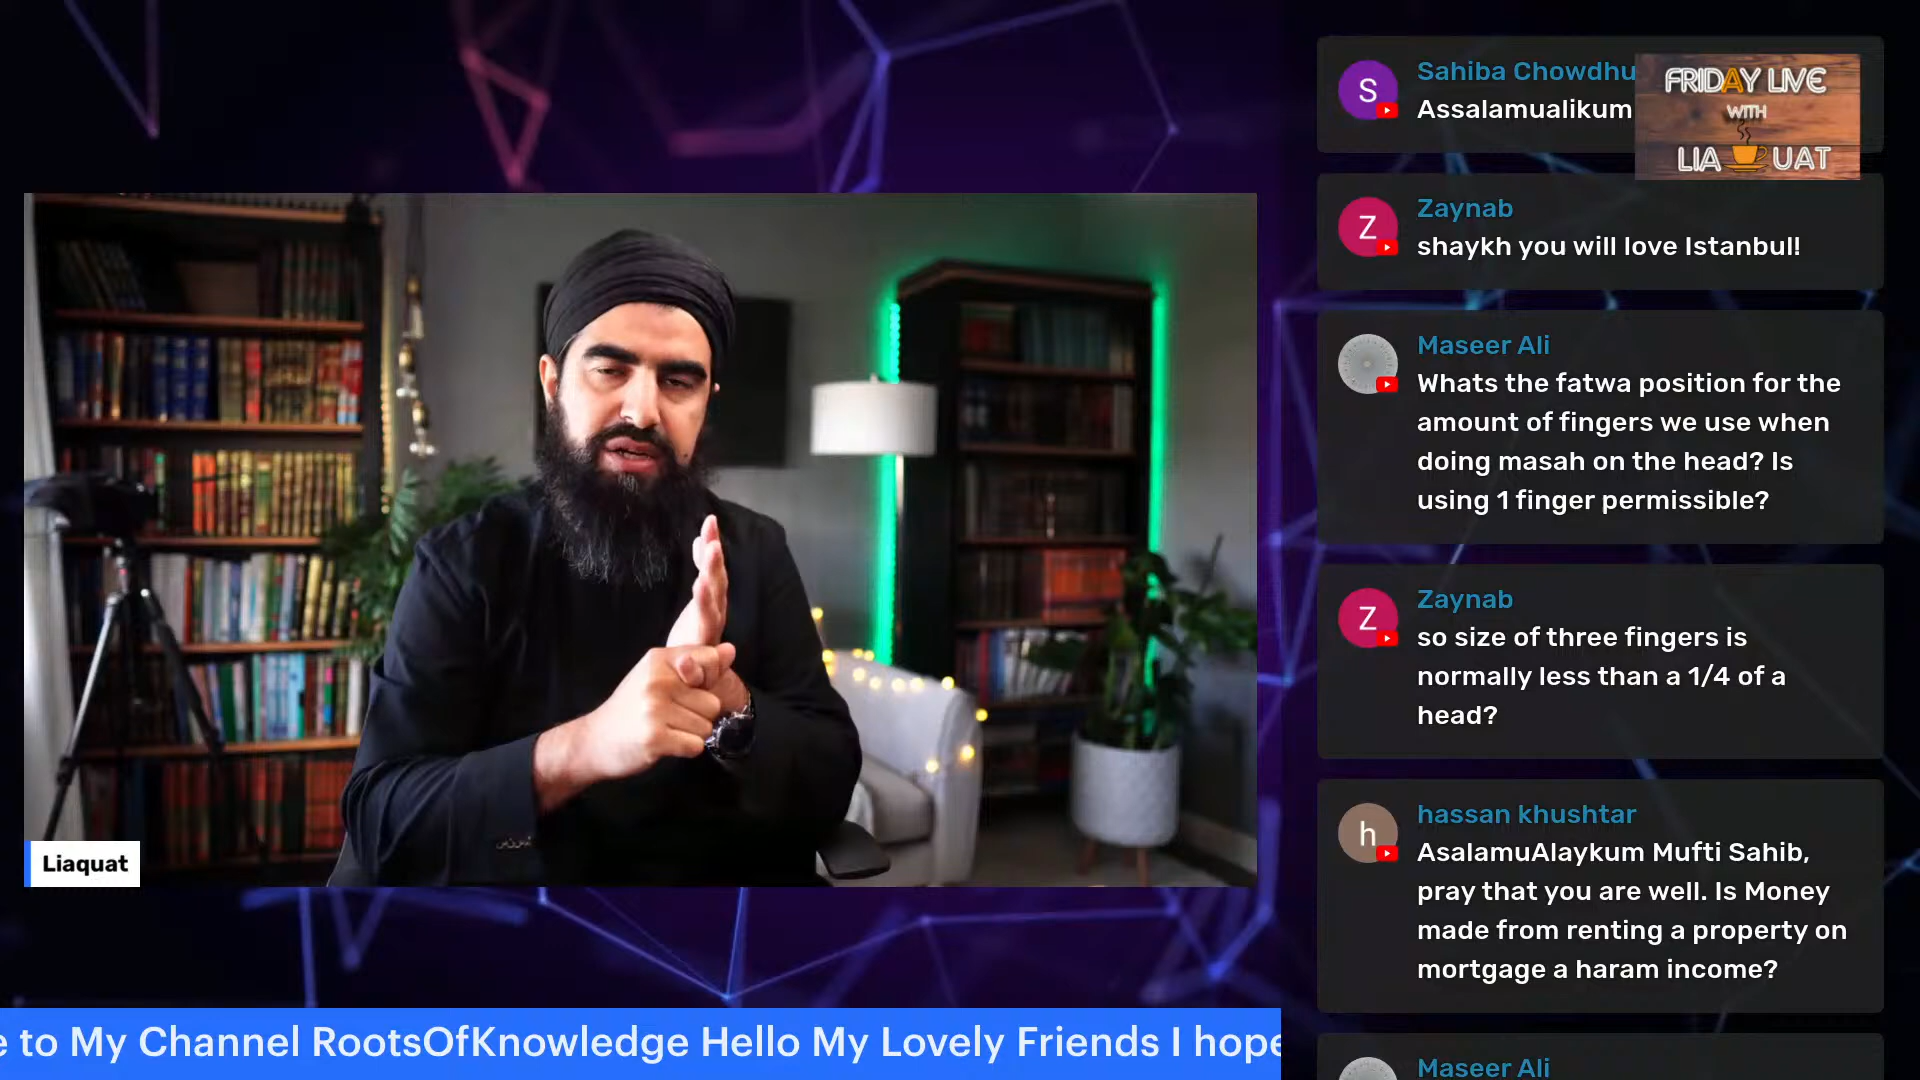 Sahiba Chowdhu
Assalamualikum
FRIDAY LIVE
WITH
LIA UAT
Zaynab
shaykh you will love Istanbul!
Maseer Ali
Whats the fatwa position for the
amount of fingers we use when
doing masah on the head? Is
using 1 finger permissible?
Zaynab
so size of three fingers is
normally less than a 1/4 of a
head?
hassan khushtar
AsalamuAlaykum Mufti Sahib,
pray that you are well. Is Money
made from renting a property on
mortgage a haram income?
Maseer Ali
S
Z
Z
h
Liaquat
e to My Channel RootsOfKnowledge Hello My Lovely Friends I hope